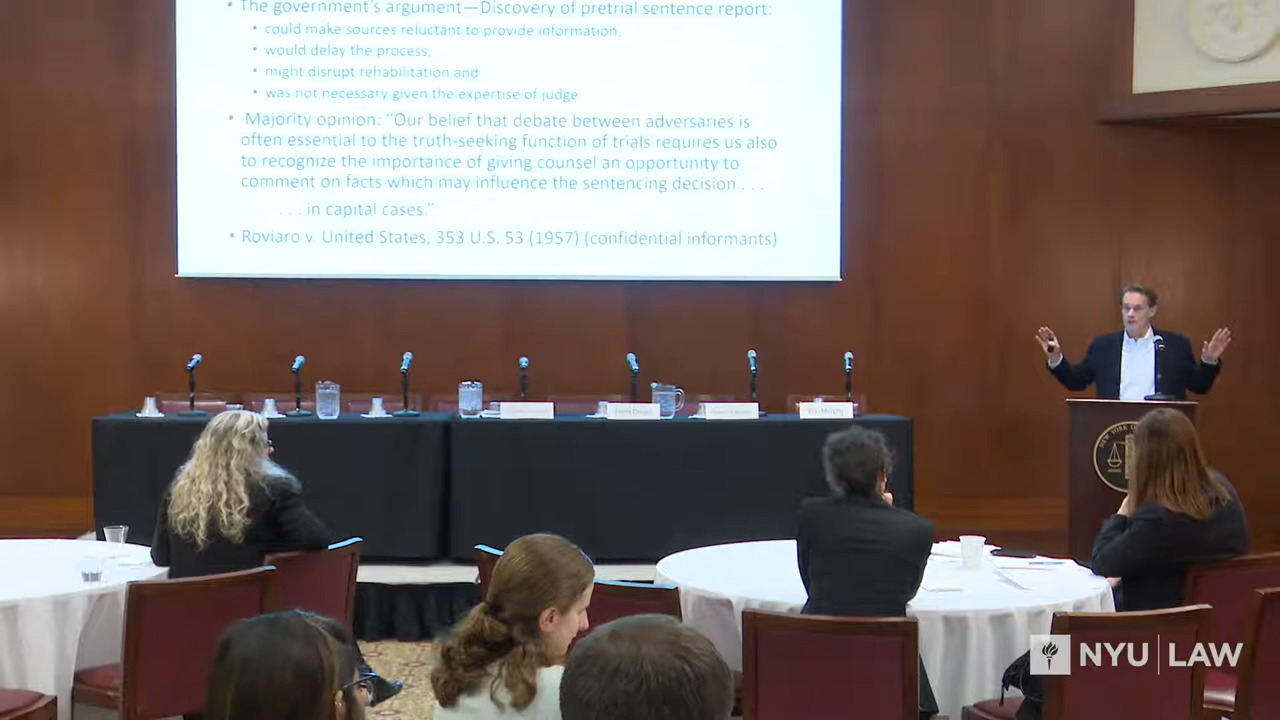 • The government's argument—Discovery of pretrial sentence report:
• could make sources reluctant to provide information,
• would delay the process,
• might disrupt rehabilitation and
• was not necessary given the expertise of judge
• Majority opinion: "Our belief that debate between adversaries is
often essential to the truth-seeking function of trials requires us also
to recognize the importance of giving counsel an opportunity to
comment on facts which may influence the sentencing decision . . .
. . . in capital cases."
• Roviaro v. United States, 353 U.S. 53 (1957) (confidential informants)
Murphy
NEW YORK
NYU | LAW